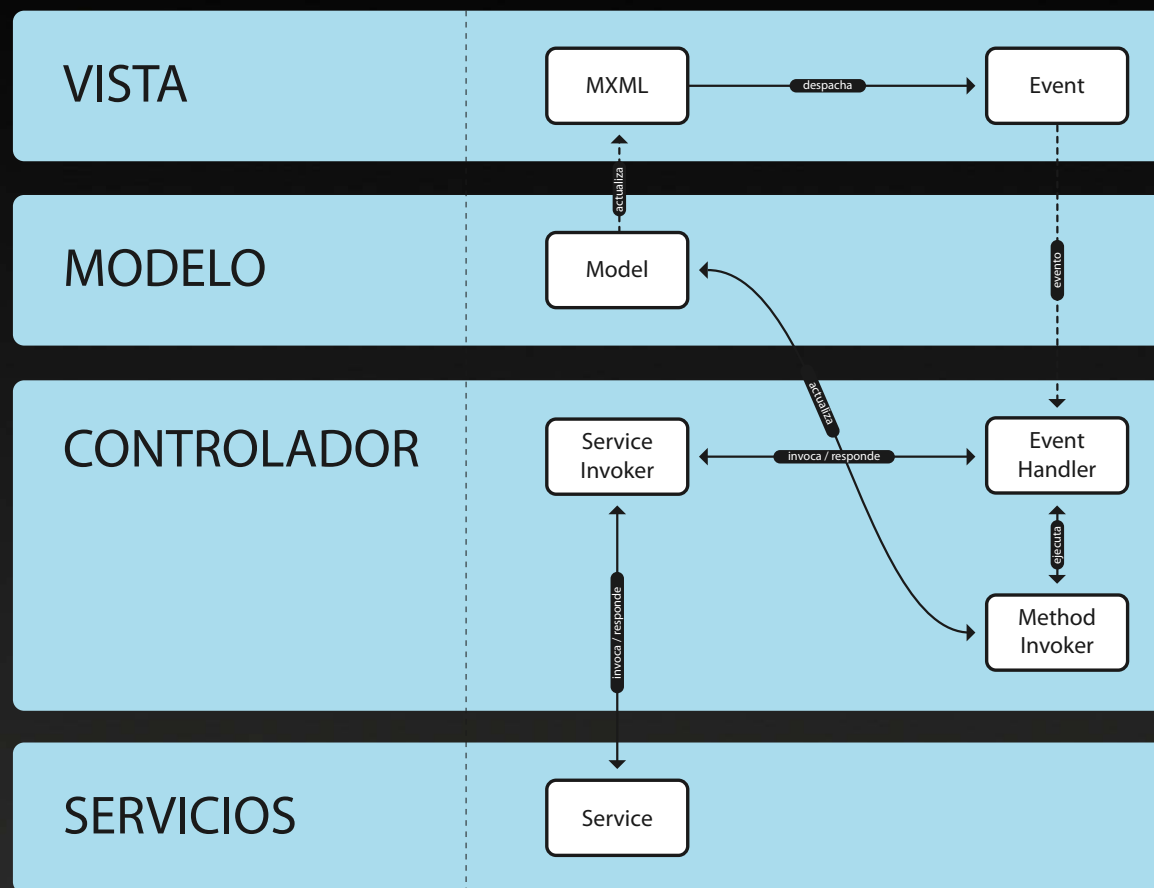 VISTA
MXML
despacha
Event
actualiza
MODELO
Model
evento
actualiza
CONTROLADOR
Service
Invoker
invoca / responde
Event
Handler
ejecuta
invoca / responde
Method
Invoker
SERVICIOS
Service